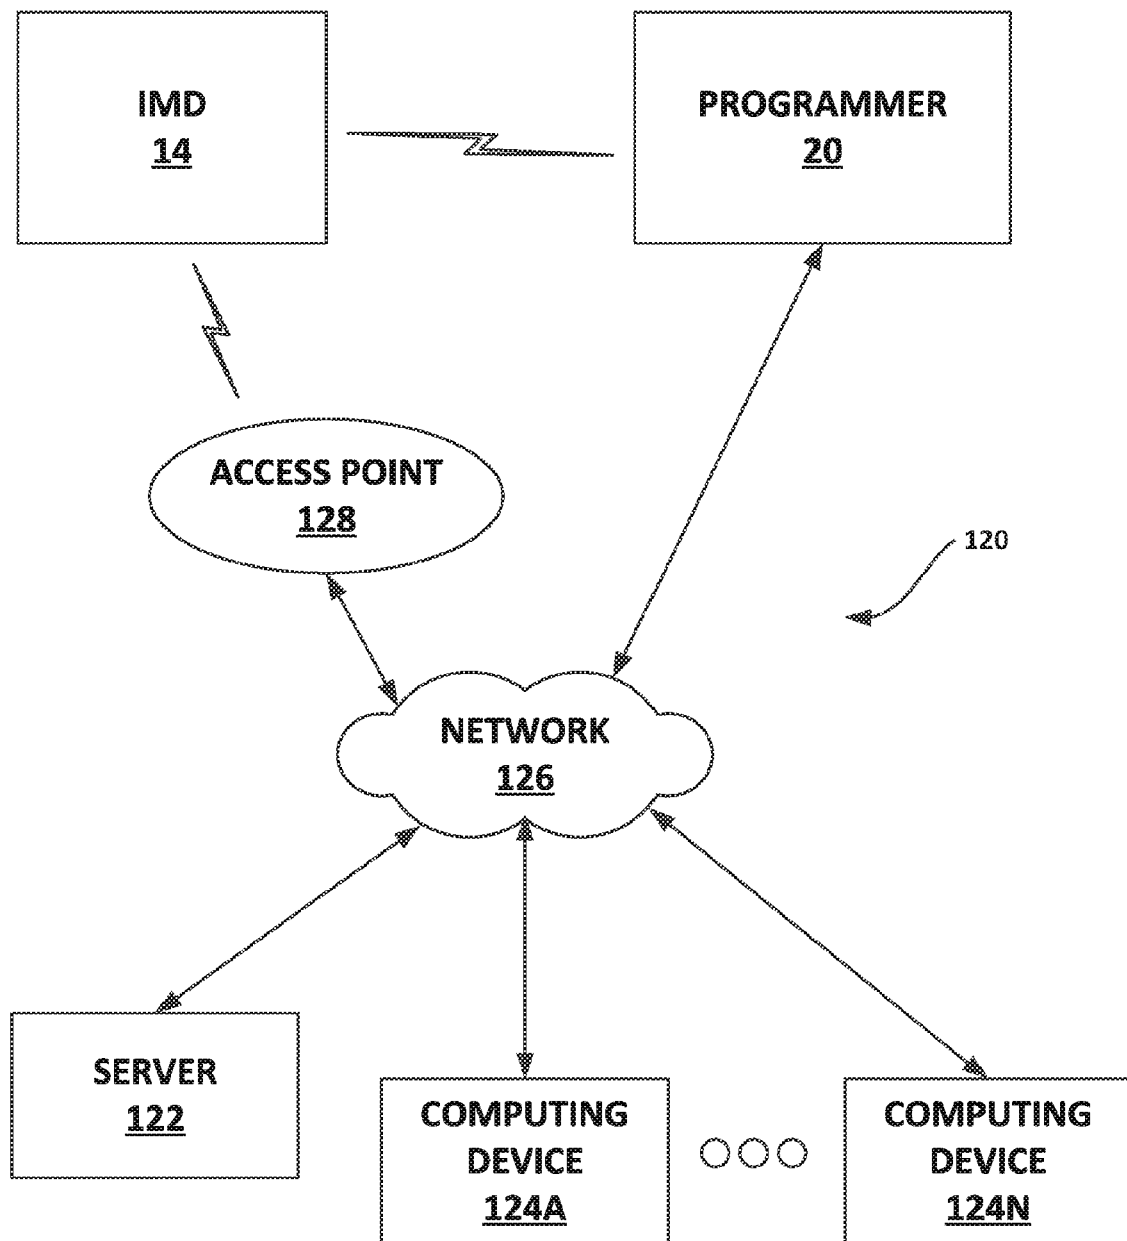 IMD
14
PROGRAMMER
20
ACCESS POINT
128
120
NETWORK
126
SERVER
122
COMPUTING
DEVICE
124A
COMPUTING
DEVICE
124N